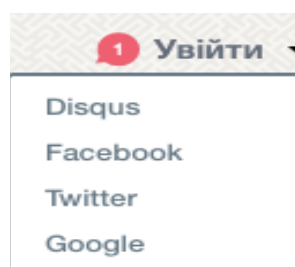 1 Увійти
Disqus
Facebook
Twitter
Google